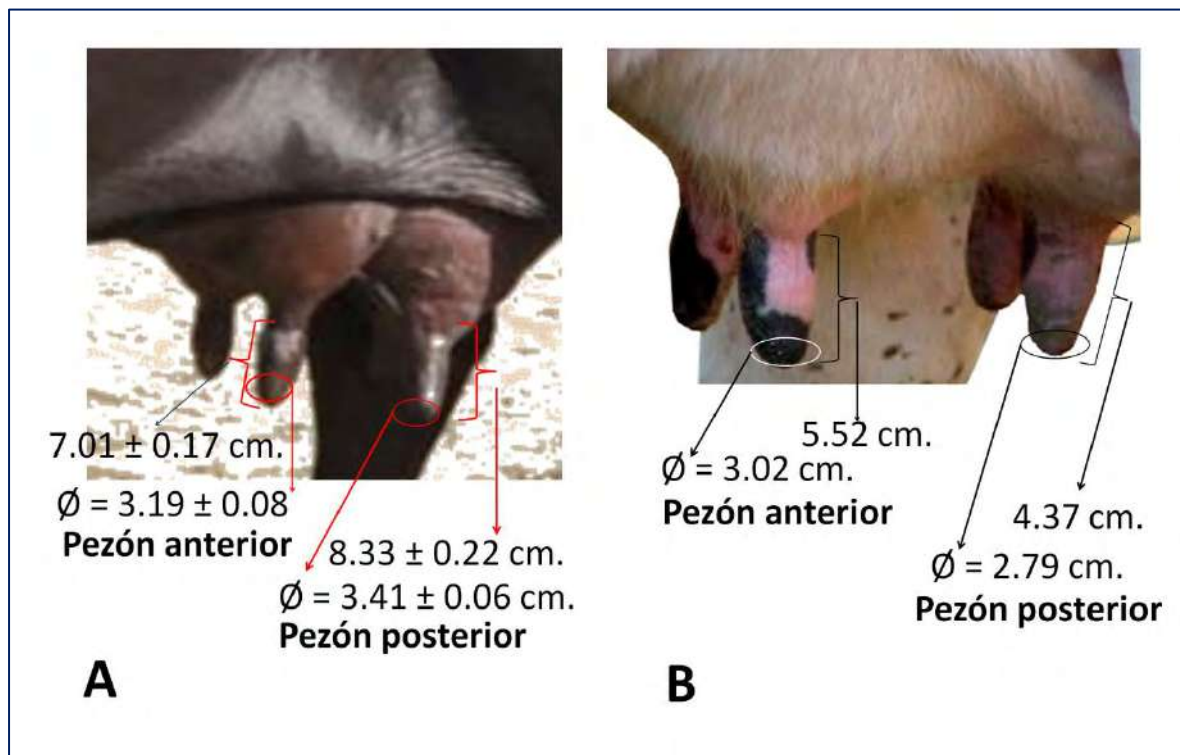 7.01 ± 0.17 cm.
Ø = 3.19 ± 0.08
Pezón anterior
8.33 ± 0.22 cm.
Ø = 3.41 ± 0.06 cm.
Pezón posterior
A
5.52 cm.
Ø = 3.02 cm.
Pezón anterior
4.37 cm.
Ø = 2.79 cm.
Pezón posterior
B